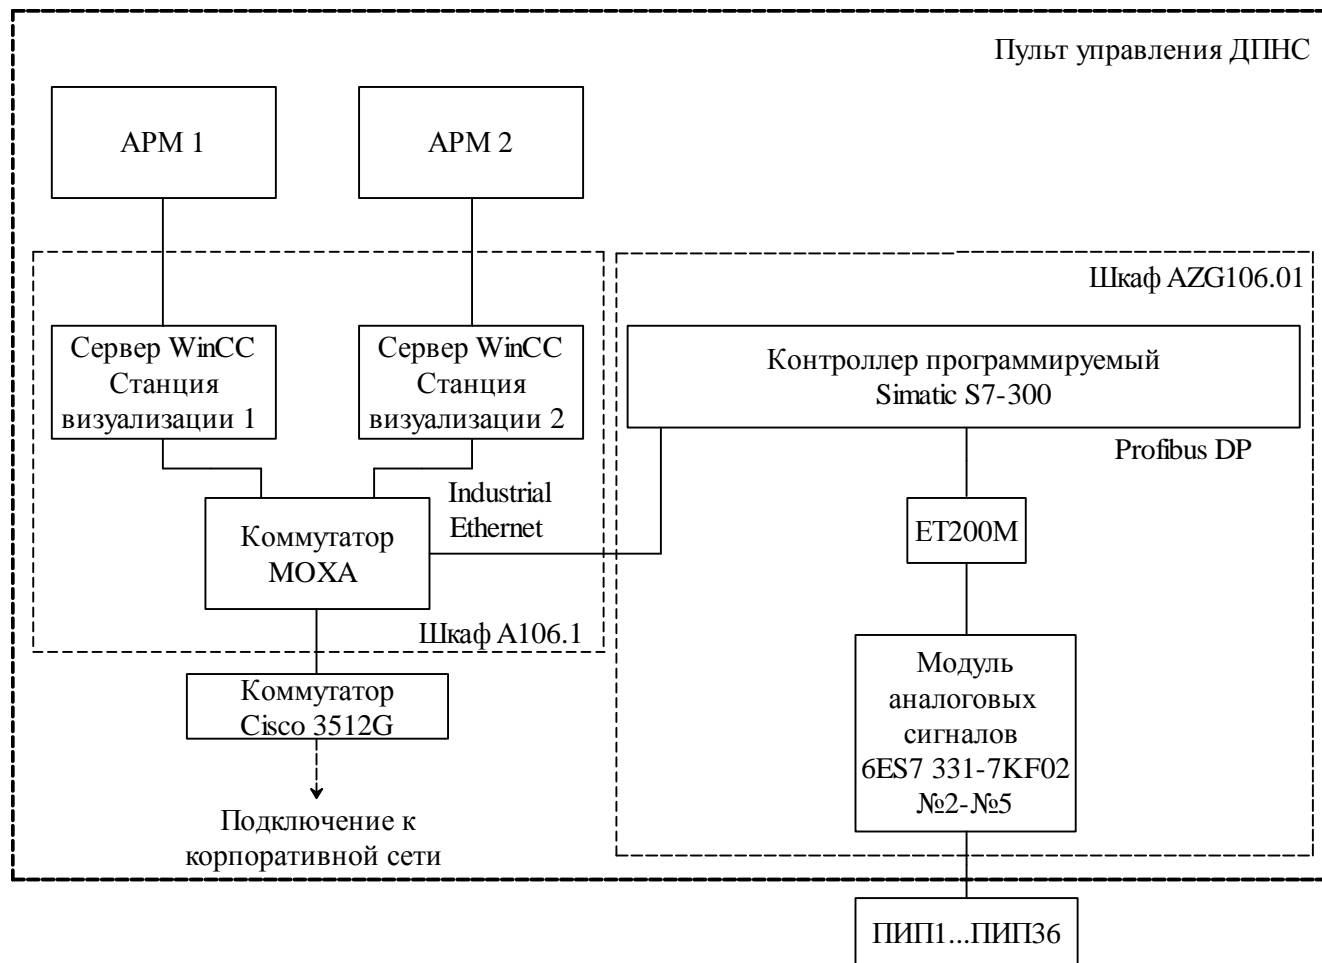 Пульт управления ДПНС
АРМ 1
АРМ 2
Шкаф AZG106.01
Сервер WinCC
Станция
визуализации 1
Сервер WinCC
Станция
визуализации 2
Контроллер программируемый
Simatic S7-300
Profibus DP
Industrial
Ethernet
Коммутатор
MOXA
ET200M
Шкаф A106.1
Коммутатор
Cisco 3512G
Модуль
аналоговых
сигналов
6ES7 331-7KF02
№2-№5
Подключение к
корпоративной сети
ПИП1...ПИП36